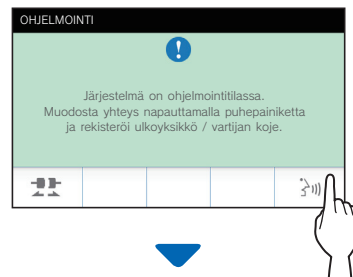 OHJELMOINTI
Järjestelmä on ohjelmointitilassa.
Muodosta yhteys napauttamalla puhepainiketta
ja rekisteröi ulkoyksikkö / vartijan koje.